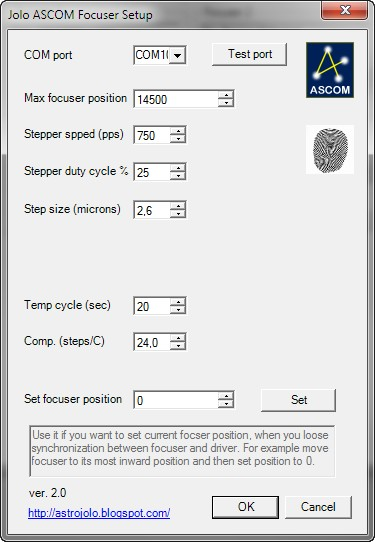 Jolo ASCOM Focuser Setup
COM port COM10 Test port
ASCOM
Max focuser position 14500
Stepper spped (pps) 750
Stepper duty cycle % 25
Step size (microns) 2,6
Temp cycle (sec) 20
Comp. (steps/C) 24,0
Set focuser position 0 Set
Use it if you want to set current focser position, when you loose
synchronization between focuser and driver. For example move
focuser to its most inward position and then set position to 0.
ver. 2.0
http://astrojolo.blogspot.com/ OK Cancel